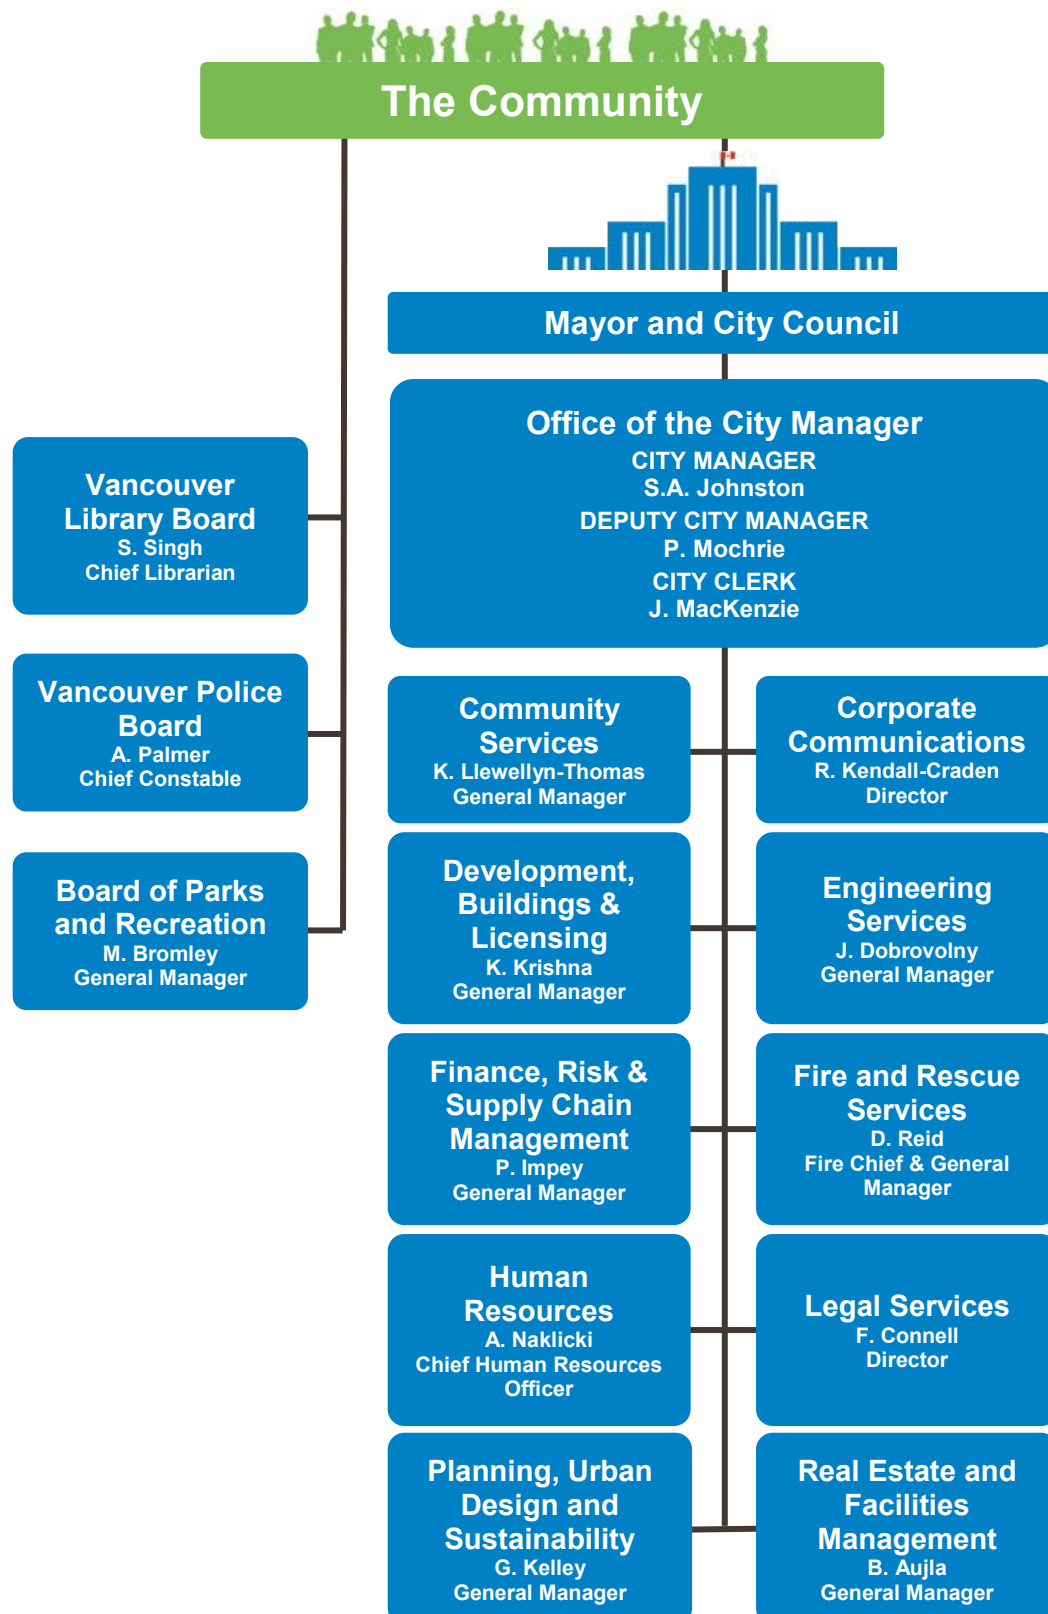 The Community
Mayor and City Council
Office of the City Manager
CITY MANAGER
S.A. Johnston
DEPUTY CITY MANAGER
P. Mochrie
CITY CLERK
J. MacKenzie
Vancouver
Library Board
S. Singh
Chief Librarian
Vancouver Police
Board
A. Palmer
Chief Constable
Board of Parks
and Recreation
M. Bromley
General Manager
Community
Services
K. Llewellyn-Thomas
General Manager
Corporate
Communications
R. Kendall-Craden
Director
Development,
Buildings &
Licensing
K. Krishna
General Manager
Engineering
Services
J. Dobrovolny
General Manager
Finance, Risk &
Supply Chain
Management
P. Impey
General Manager
Fire and Rescue
Services
D. Reid
Fire Chief & General
Manager
Human
Resources
A. Naklicki
Chief Human Resources
Officer
Legal Services
F. Connell
Director
Planning, Urban
Design and
Sustainability
G. Kelley
General Manager
Real Estate and
Facilities
Management
B. Aujla
General Manager